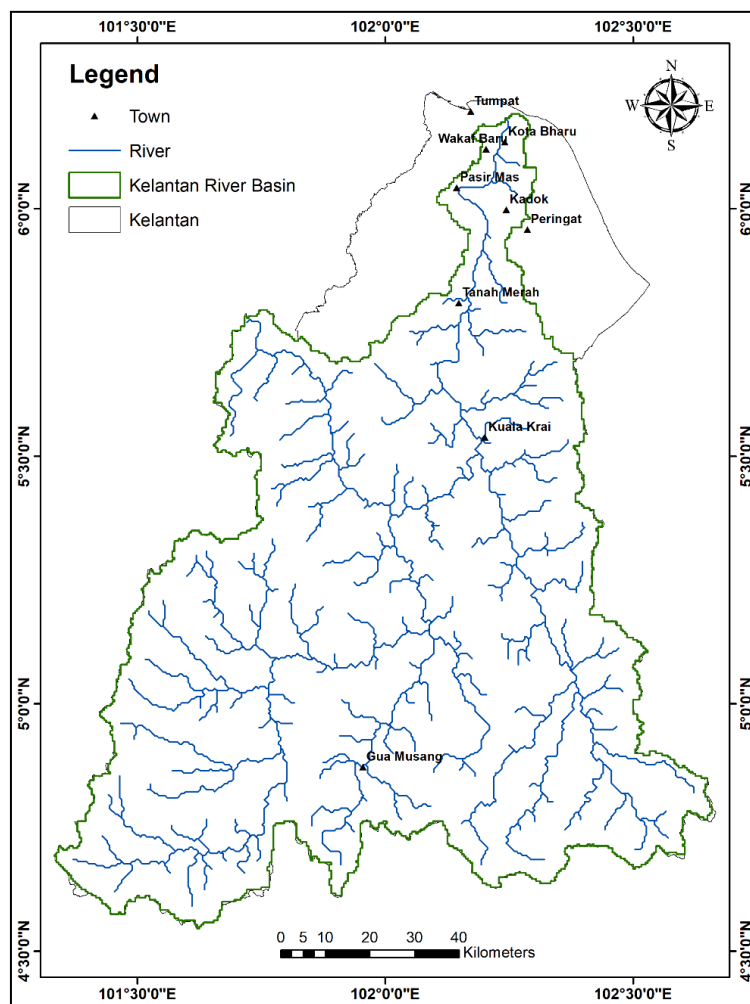 101°30'0"E 102°0'0"E 102°30'0"E
Legend
Town
River
Kelantan River Basin
Kelantan
N
W E
S
Tumpat
Wakaf Baru Kota Bharu
Pasir Mas
Kadok
Peringat
Tanah Merah
Kuala Krai
Gua Musang
6°0'0"N 6°0'0"N
5°30'0"N 5°30'0"N
5°0'0"N 5°0'0"N
4°30'0"N 4°30'0"N
0 5 10 20 30 40
Kilometers
101°30'0"E 102°0'0"E 102°30'0"E